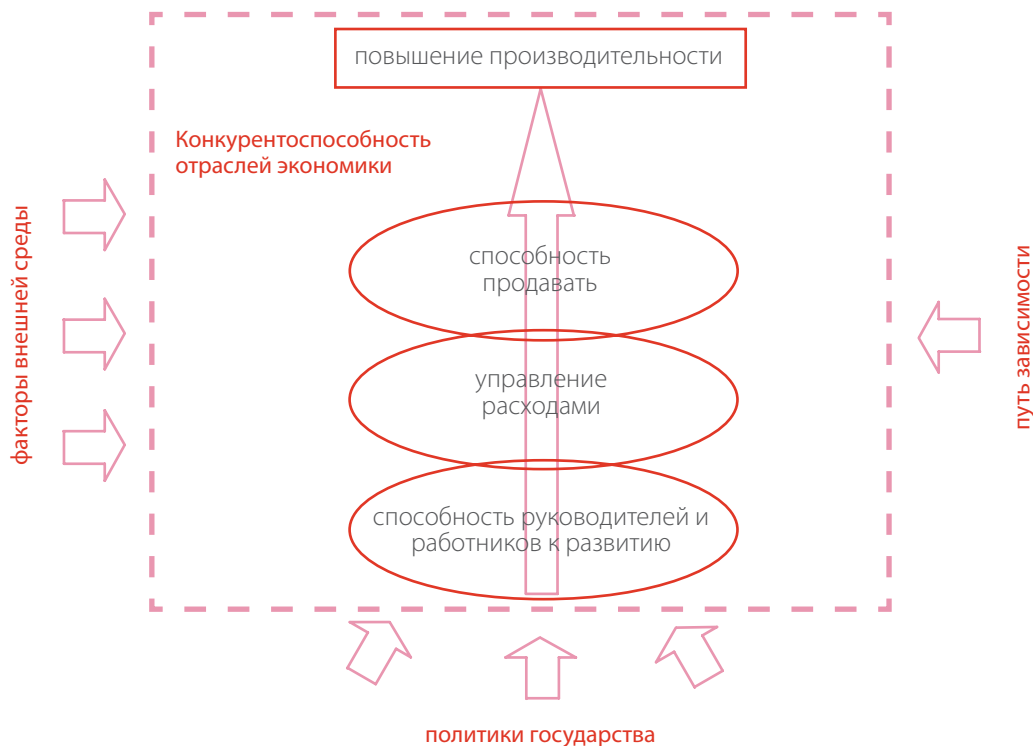 повышение производительности
Конкурентоспособность
отраслей экономики
факторы внешней среды
способность
продавать
путь зависимости
управление
расходами
способность руководителей и
работников к развитию
политики государства